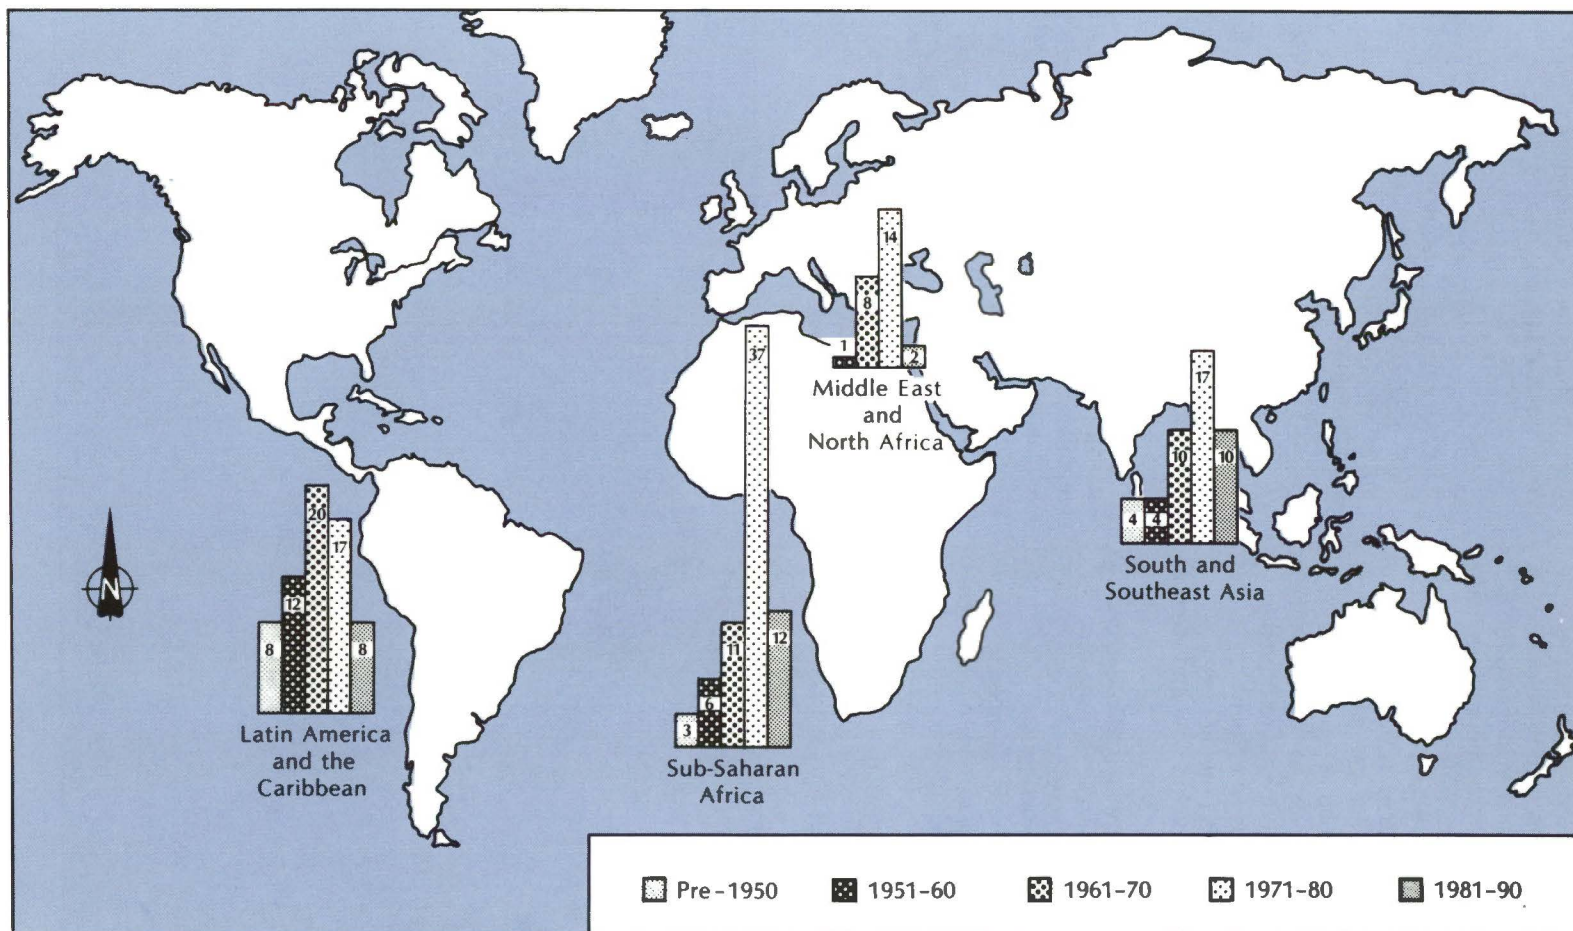 14
8
1
2
Middle East
and
North Africa
37
11
12
6
3
Sub-Saharan
Africa
17
10
10
4
4
South and
Southeast Asia
20
17
12
8
8
Latin America
and the
Caribbean
N
Pre-1950
1951-60
1961-70
1971-80
1981-90